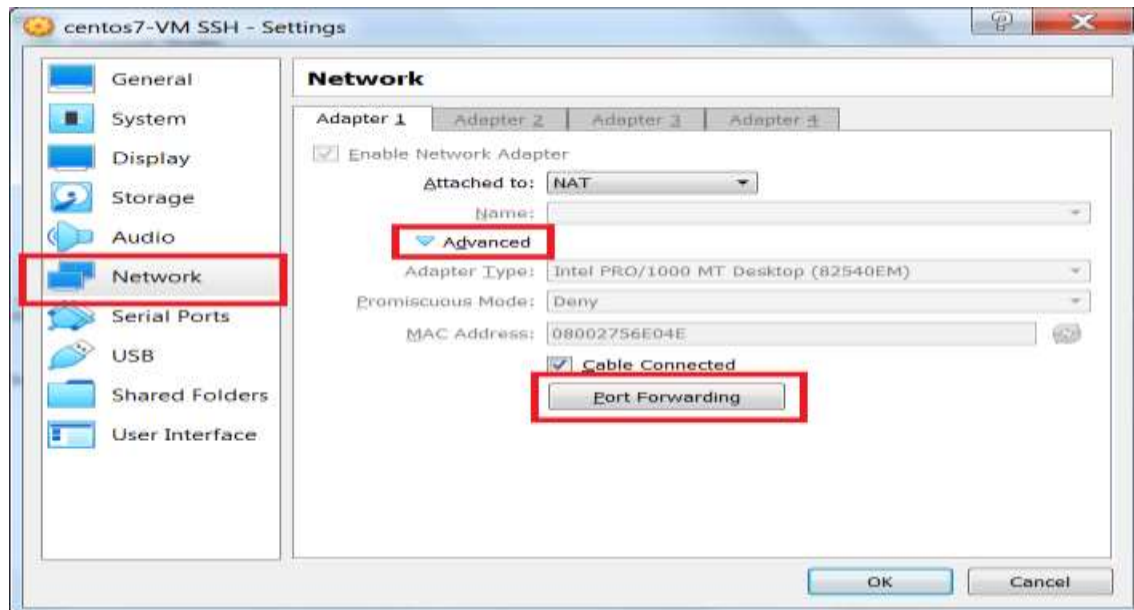 centos7-VM SSH - Settings
General
System
Display
Storage
Audio
Network
Serial Ports
USB
Shared Folders
User Interface
Network
Adapter 1 Adapter 2 Adapter 3 Adapter 4
Enable Network Adapter
Attached to: NAT
Name:
Advanced
Adapter Type: Intel PRO/1000 MT Desktop (82540EM)
Promiscuous Mode: Deny
MAC Address: 08002756E04E
Cable Connected
Port Forwarding
OK Cancel